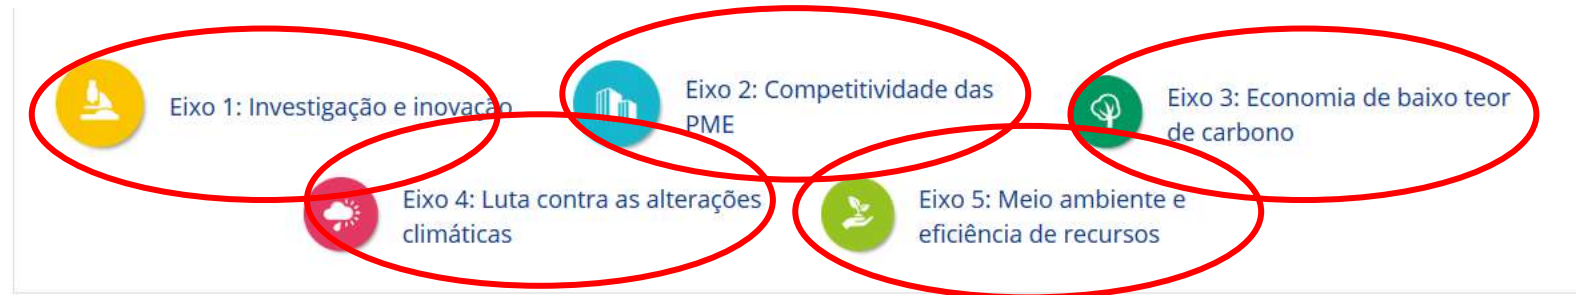 Eixo 1: Investigação e inovação
Eixo 2: Competitividade das
PME
Eixo 3: Economia de baixo teor
de carbono
Eixo 4: Luta contra as alterações
climáticas
Eixo 5: Meio ambiente e
eficiência de recursos